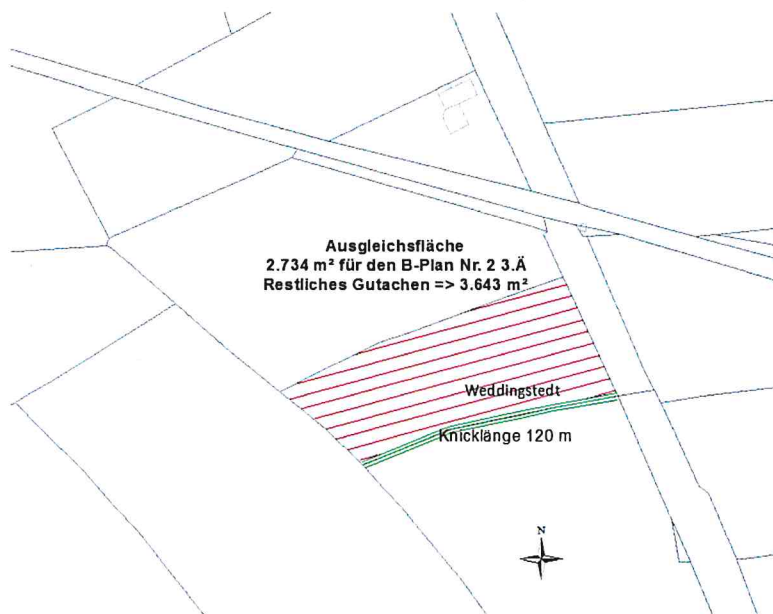 Ausgleichsfläche
2.734 m² für den B-Plan Nr. 2 3.Ä
Restliches Gutachen => 3.643 m²
Weddingstedt
Knicklänge 120 m
N